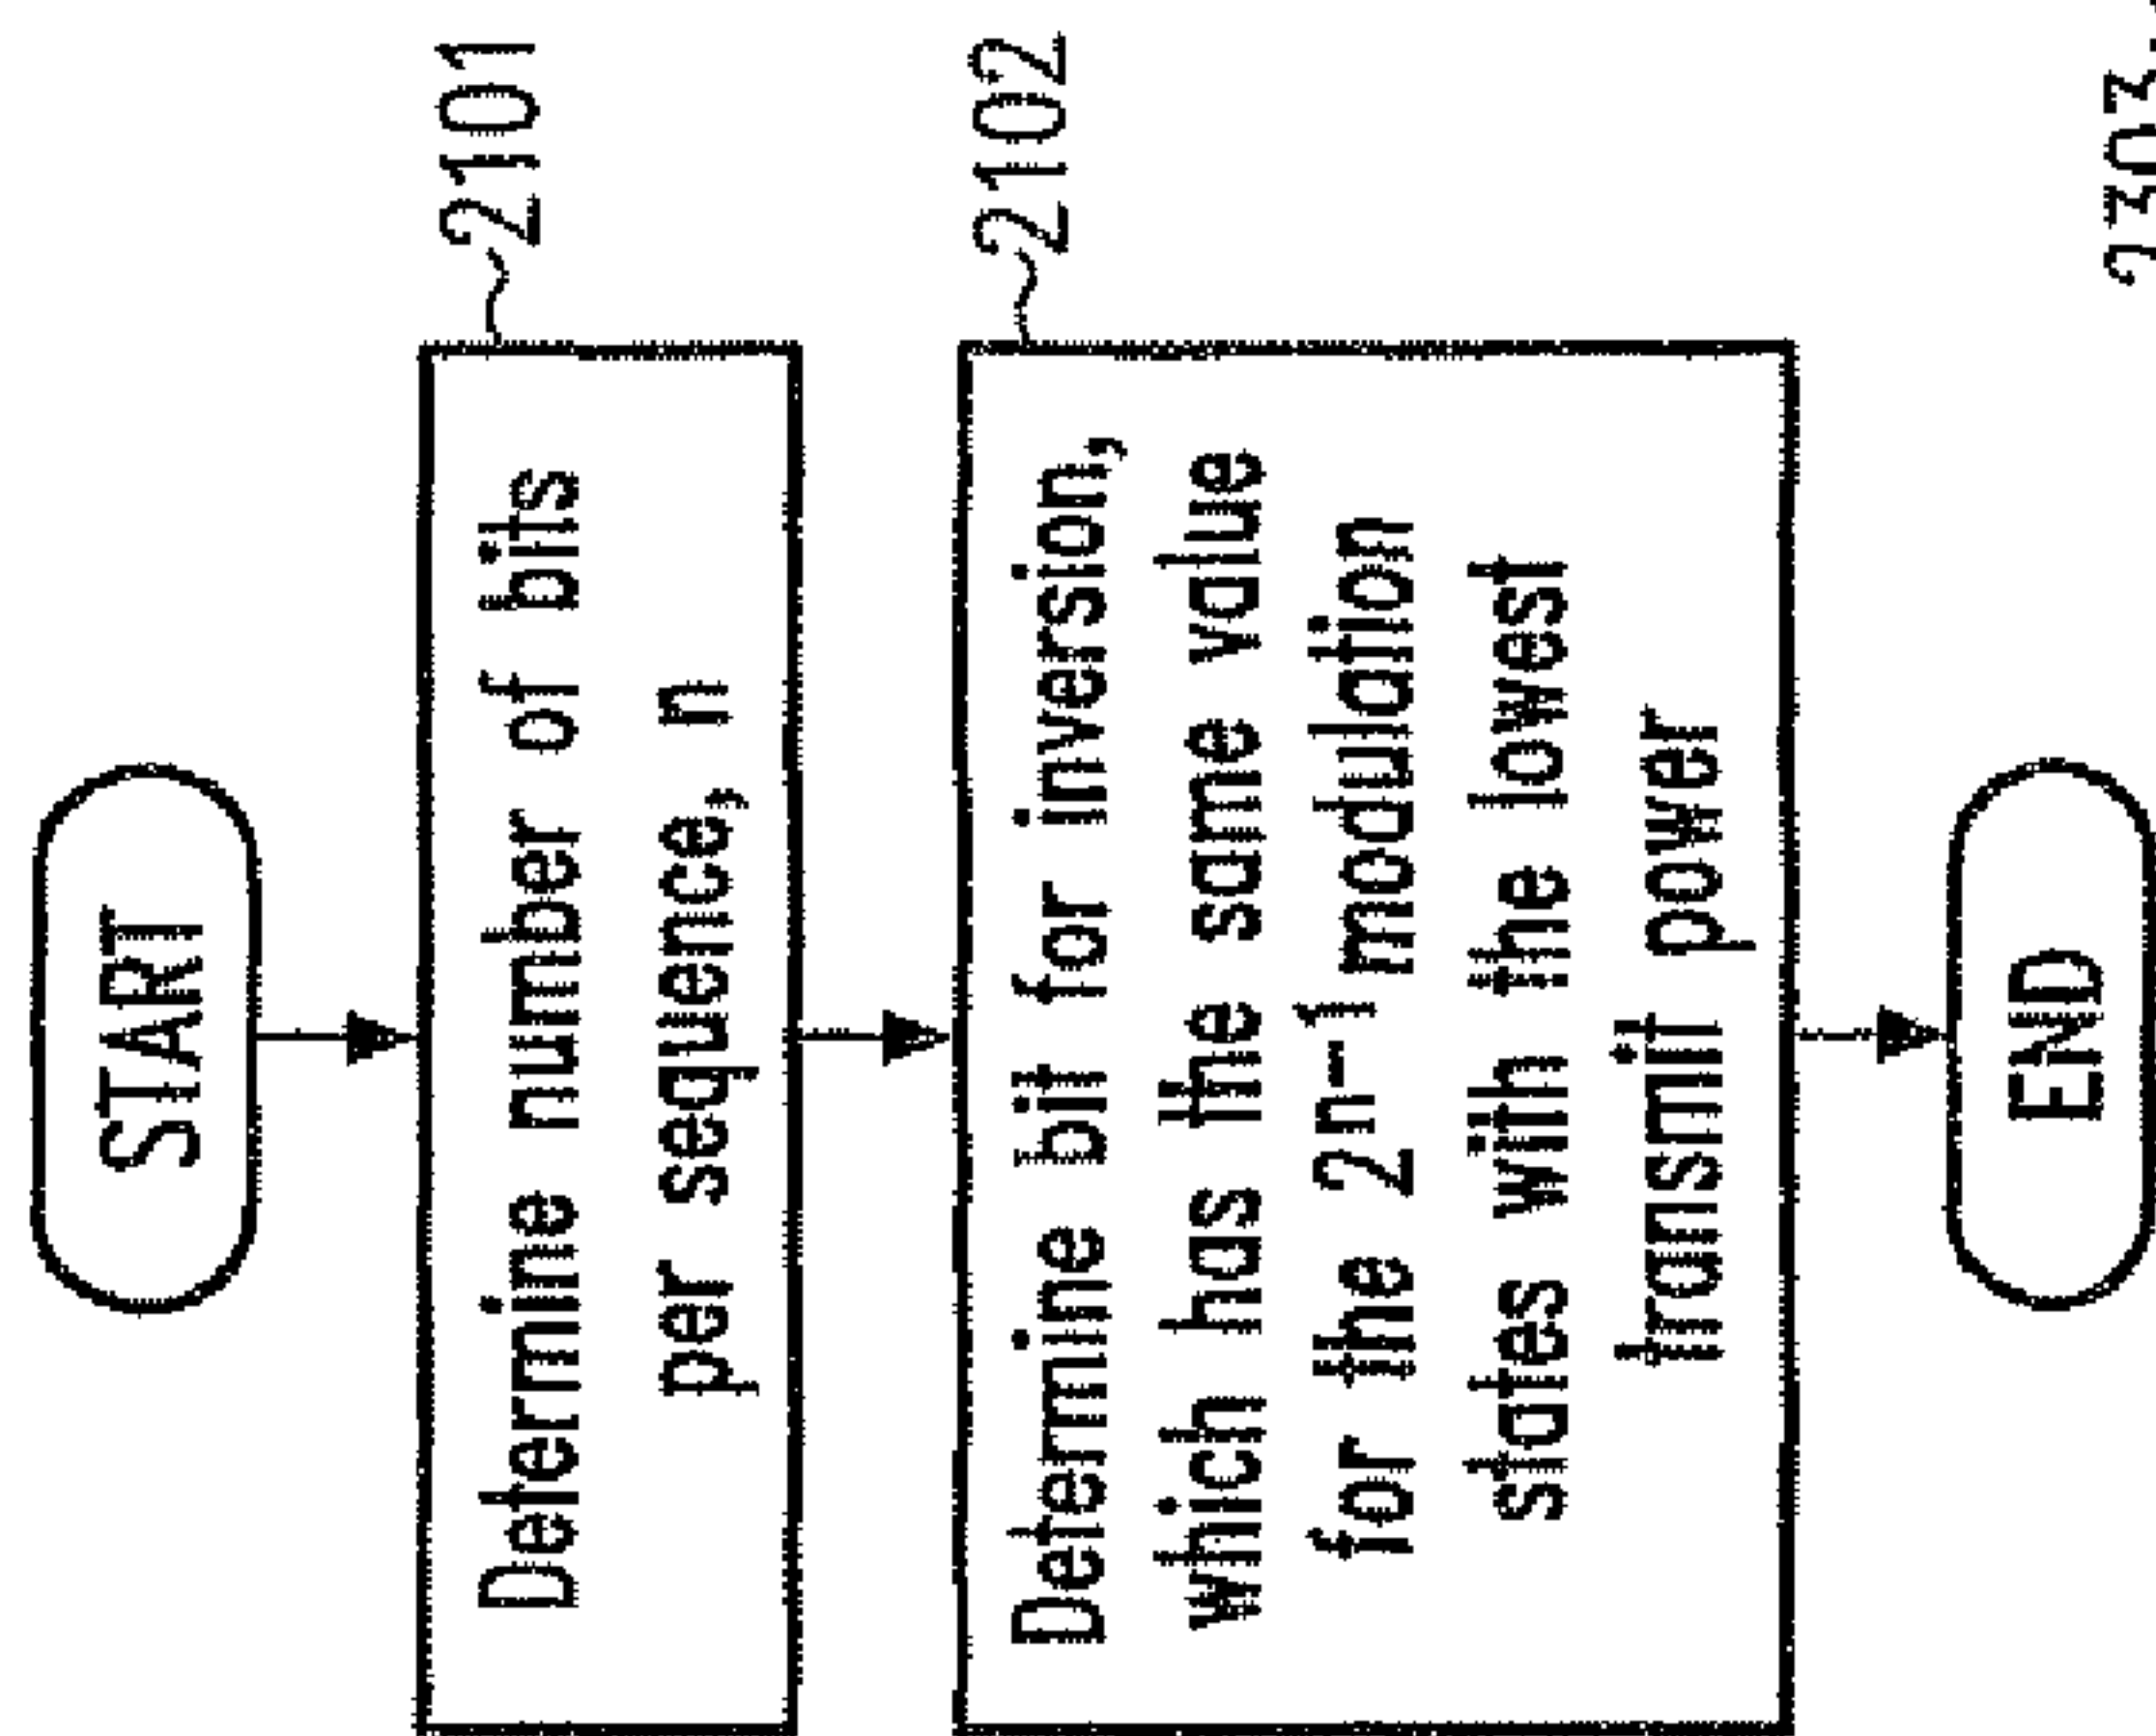 START
2101
Determine number of bits
per sequence, n
2102
Determine bit for inversion,
which has the same value
for the 2ⁿ⁻¹ modulation
states with the lowest
transmit power
END